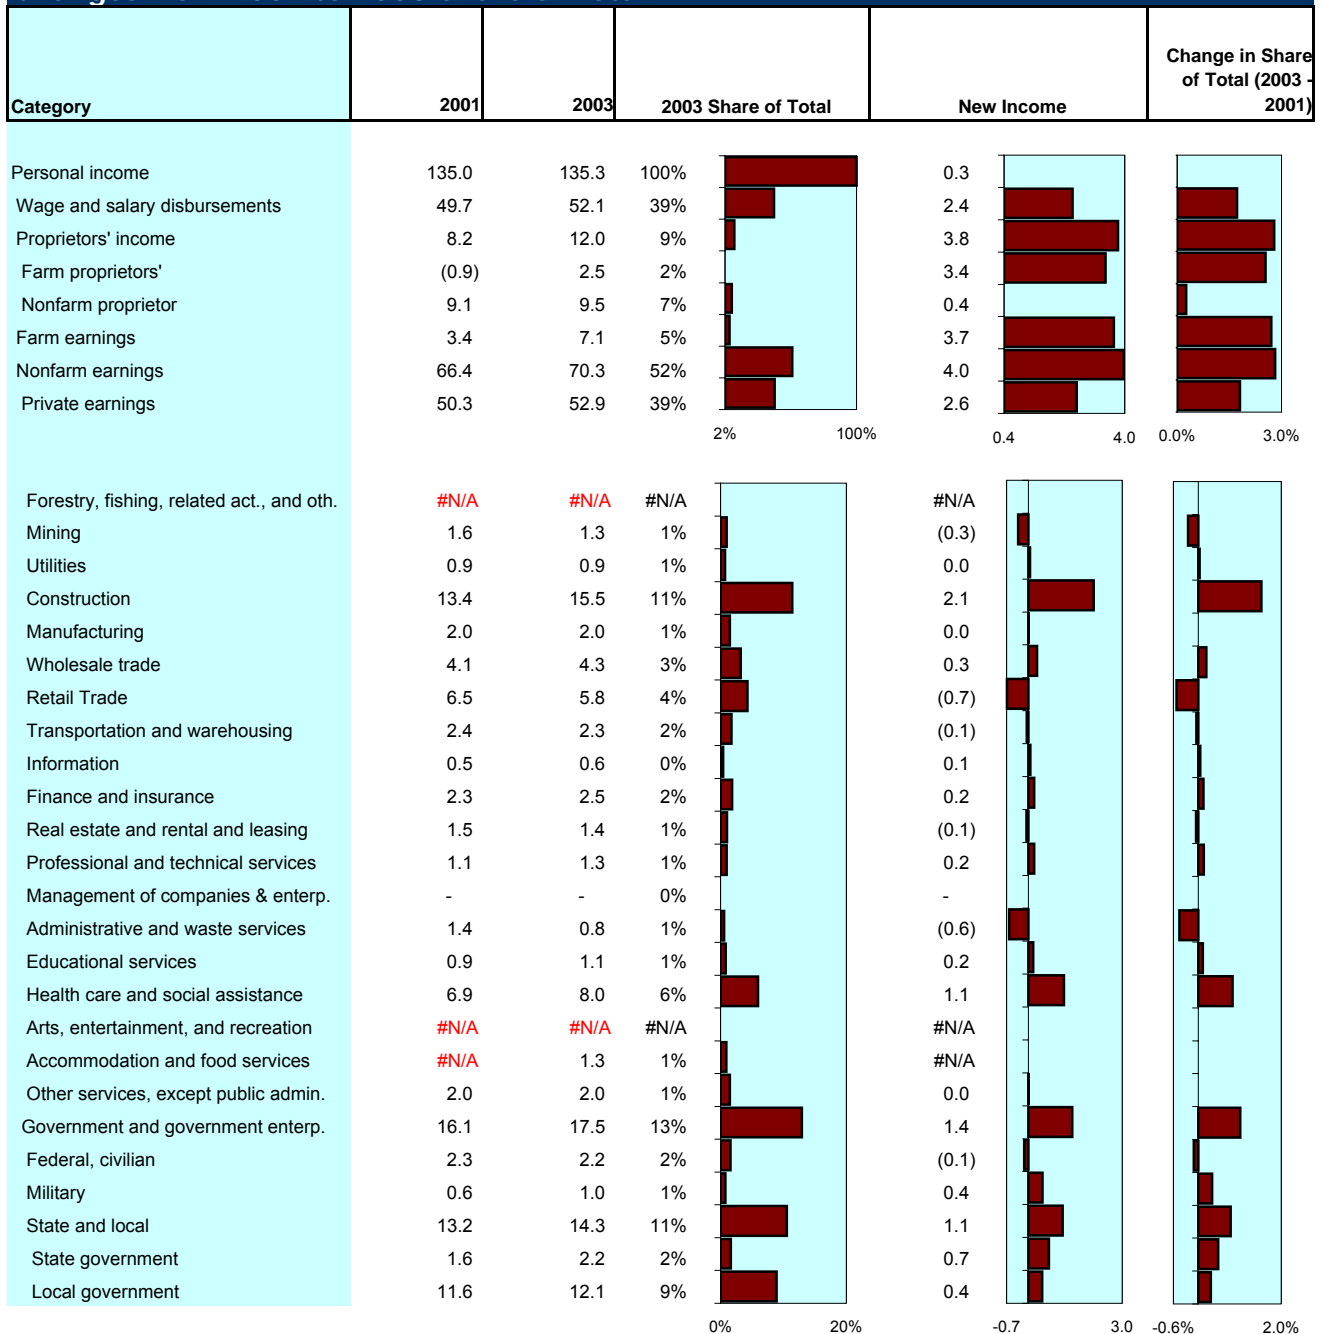 Change in Share
of Total (2003 -
Category 2001 2003 2003 Share of Total New Income 2001)
Personal income 135.0 135.3 100% 0.3
Wage and salary disbursements 49.7 52.1 39% 2.4
Proprietors' income 8.2 12.0 9% 3.8
Farm proprietors' (0.9) 2.5 2% 3.4
Nonfarm proprietor 9.1 9.5 7% 0.4
Farm earnings 3.4 7.1 5% 3.7
Nonfarm earnings 66.4 70.3 52% 4.0
Private earnings 50.3 52.9 39% 2.6
2% 100% 0.4 4.0 0.0% 3.0%
Forestry, fishing, related act., and oth. #N/A #N/A #N/A #N/A
Mining 1.6 1.3 1% (0.3)
Utilities 0.9 0.9 1% 0.0
Construction 13.4 15.5 11% 2.1
Manufacturing 2.0 2.0 1% 0.0
Wholesale trade 4.1 4.3 3% 0.3
Retail Trade 6.5 5.8 4% (0.7)
Transportation and warehousing 2.4 2.3 2% (0.1)
Information 0.5 0.6 0% 0.1
Finance and insurance 2.3 2.5 2% 0.2
Real estate and rental and leasing 1.5 1.4 1% (0.1)
Professional and technical services 1.1 1.3 1% 0.2
Management of companies & enterp. - - 0% -
Administrative and waste services 1.4 0.8 1% (0.6)
Educational services 0.9 1.1 1% 0.2
Health care and social assistance 6.9 8.0 6% 1.1
Arts, entertainment, and recreation #N/A #N/A #N/A #N/A
Accommodation and food services #N/A 1.3 1% #N/A
Other services, except public admin. 2.0 2.0 1% 0.0
Government and government enterp. 16.1 17.5 13% 1.4
Federal, civilian 2.3 2.2 2% (0.1)
Military 0.6 1.0 1% 0.4
State and local 13.2 14.3 11% 1.1
State government 1.6 2.2 2% 0.7
Local government 11.6 12.1 9% 0.4
0% 20% -0.7 3.0 -0.6% 2.0%